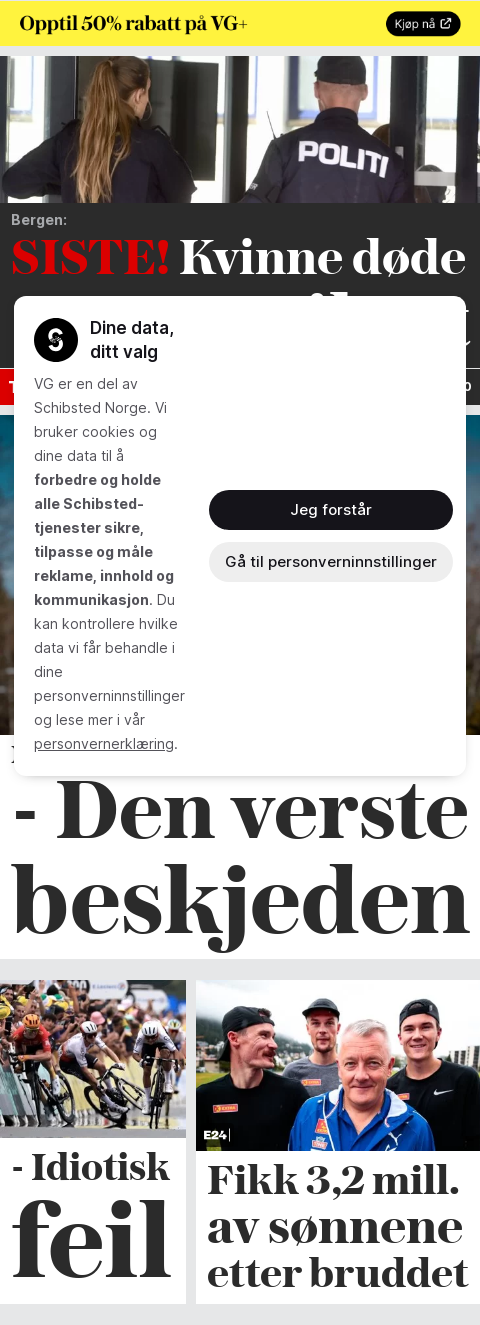 Opptil 50% rabatt på VG+
Kjøp nå
POLITI
Bergen:
SISTE! Kvinne døde
Dine data,
ditt valg
VG er en del av
Schibsted Norge. Vi
bruker cookies og
dine data til å
forbedre og holde
alle Schibsted-
tjenester sikre,
tilpasse og måle
reklame, innhold og
kommunikasjon. Du
kan kontrollere hvilke
data vi får behandle i
dine
personverninnstillinger
og lese mer i vår
personvernerklæring.
Jeg forstår
Gå til personverninnstillinger
- Den verste
beskjeden
- Idiotisk
feil
E24
Fikk 3,2 mill.
av sønnene
etter bruddet